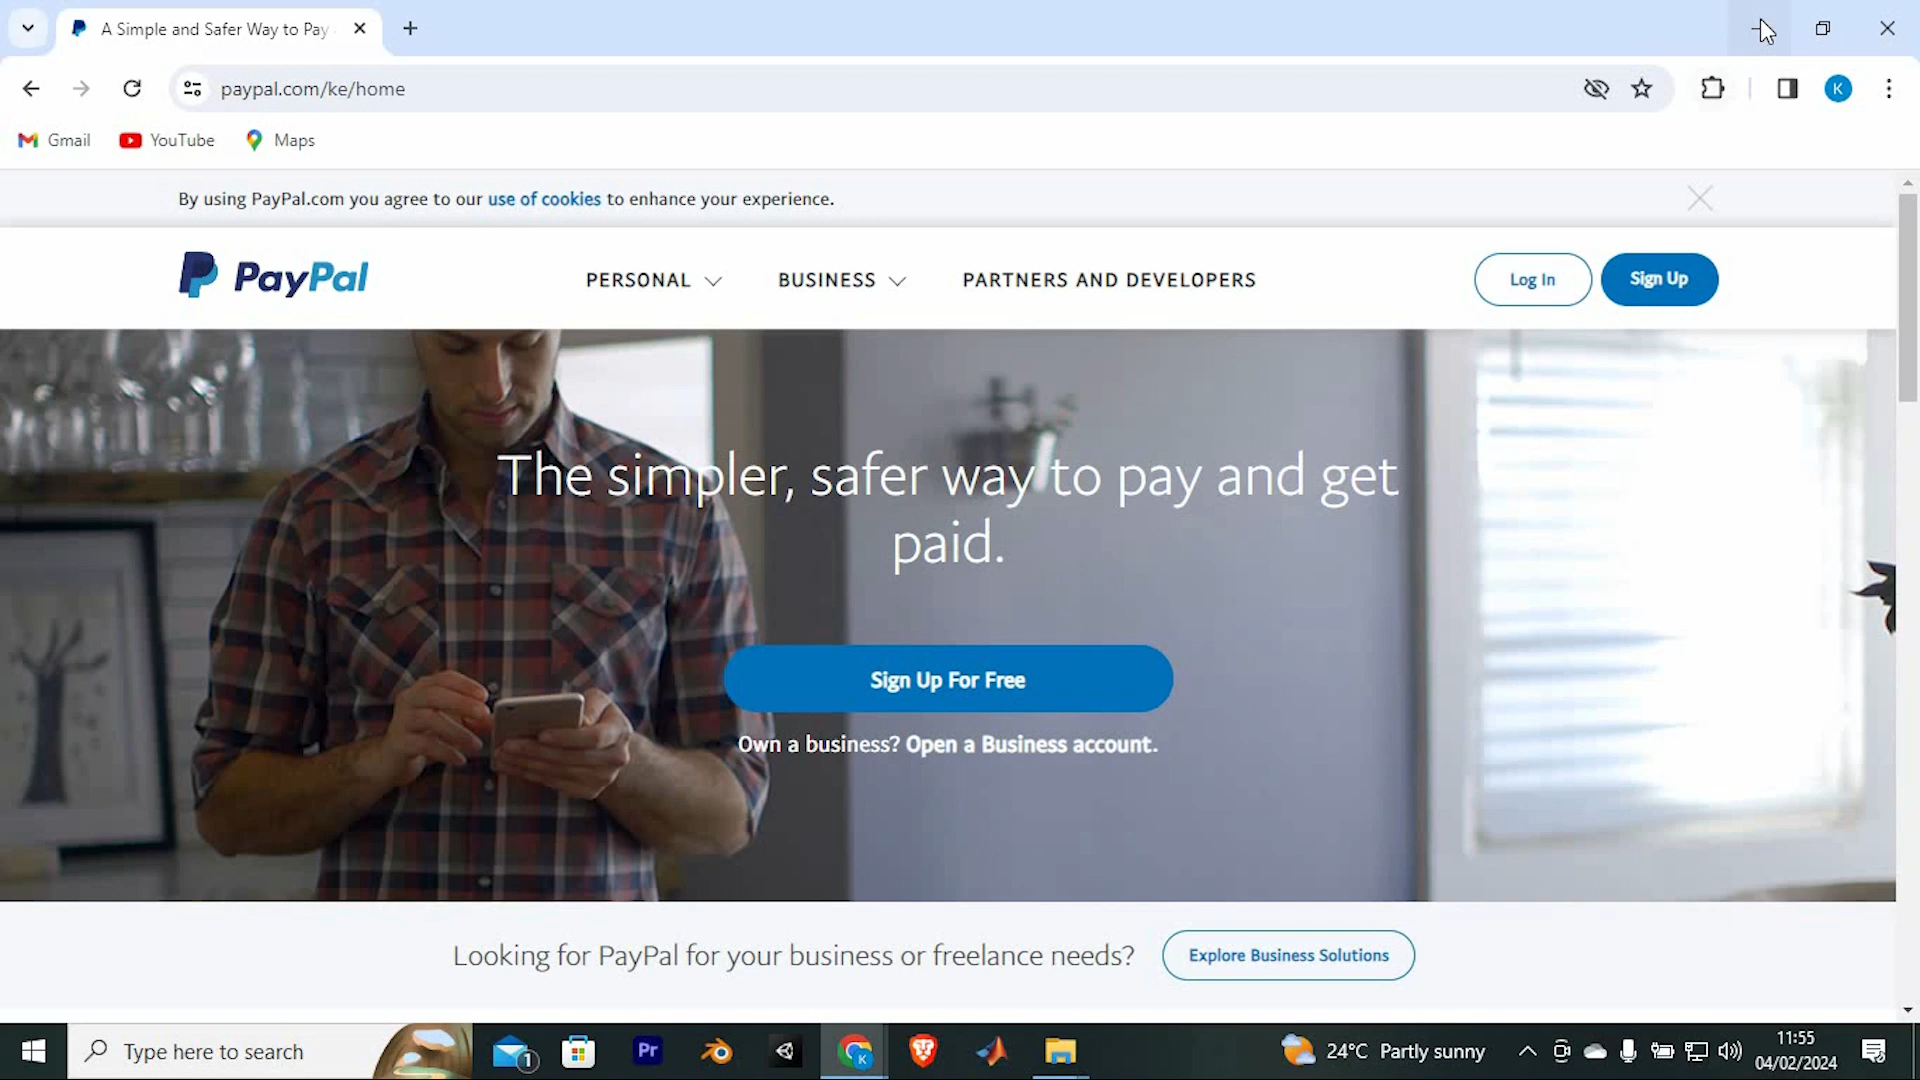 A Simple and Safer Way to Pay
paypal.com/ke/home
K
Gmail
YouTube
Maps
By using PayPal.com you agree to our use of cookies to enhance your experience.
PayPal
PERSONAL
BUSINESS
PARTNERS AND DEVELOPERS
Log In
Sign Up
The simpler, safer way to pay and get
paid.
Sign Up For Free
Own a business? Open a Business account.
Looking for PayPal for your business or freelance needs?
Explore Business Solutions
Type here to search
1
Pr
K
24°C Partly sunny
11:55
04/02/2024